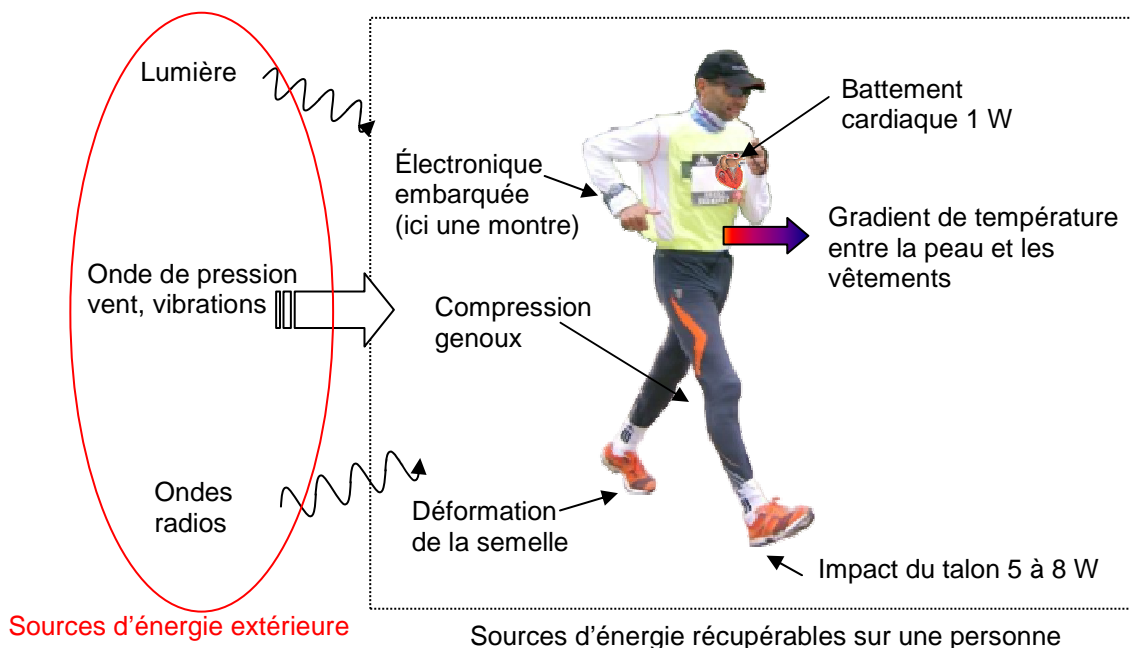 Lumière
Onde de pression
vent, vibrations
Ondes
radios
Sources d’énergie extérieure
Battement
cardiaque 1 W
Électronique
embarquée
(ici une montre)
Gradient de température
entre la peau et les
vêtements
Compression
genoux
Déformation
de la semelle
Impact du talon 5 à 8 W
Sources d’énergie récupérables sur une personne